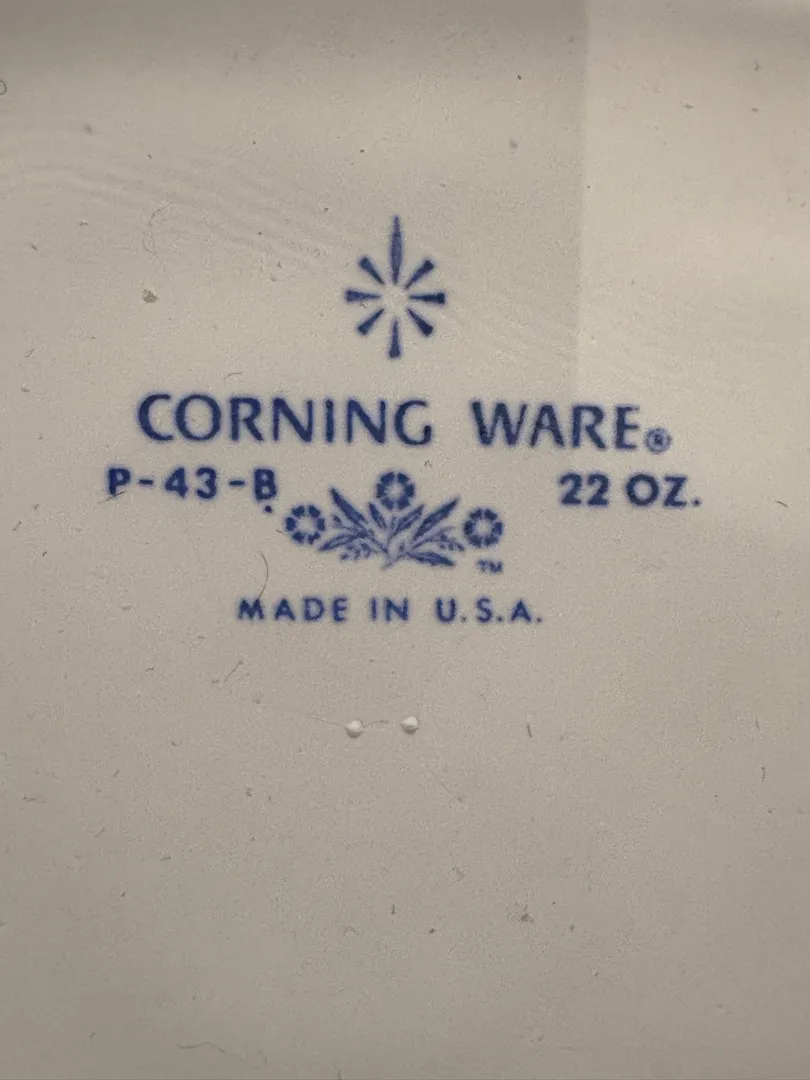 CORNING WARE®
P-43-B 22 OZ.
TM
MADE IN U.S.A.